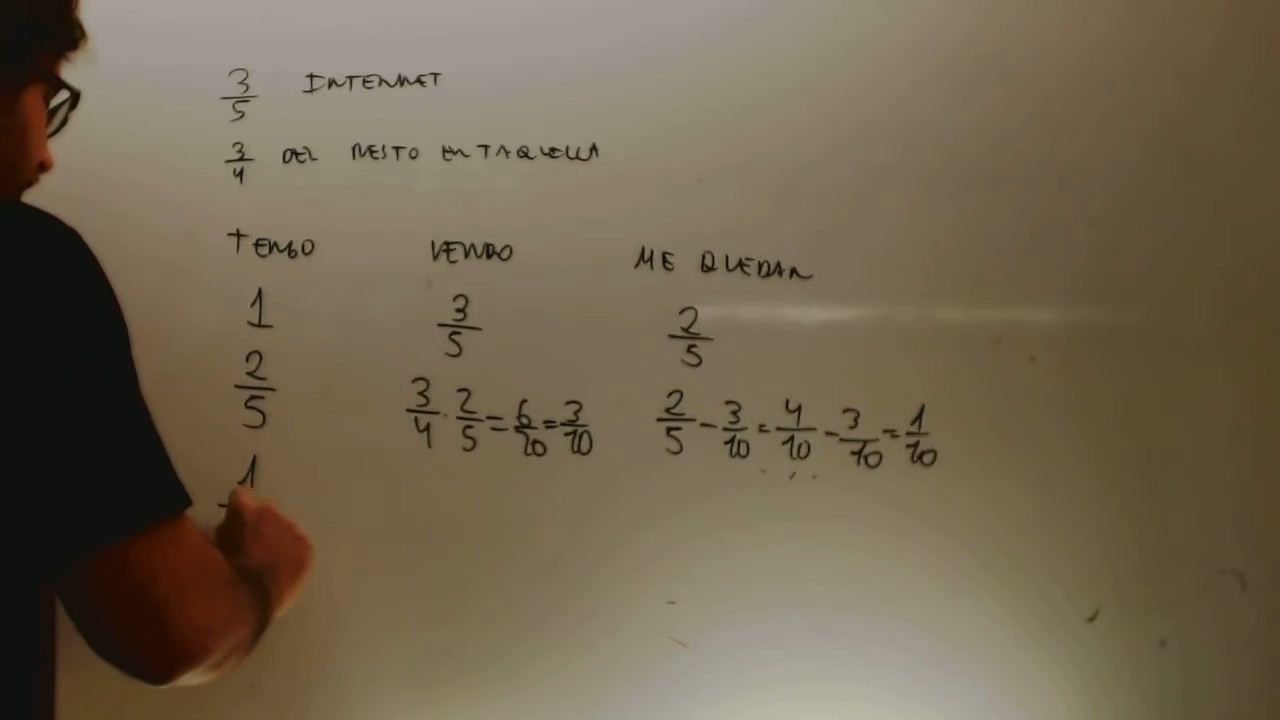 3/5 INTERNET
3/4 DEL RESTO EN TAQUILLA
TENGO VENDO ME QUEDAN
1 3/5 2/5
2/5 3/4 · 2/5 = 6/20 = 3/10 2/5 - 3/10 = 4/10 - 3/10 = 1/10
1